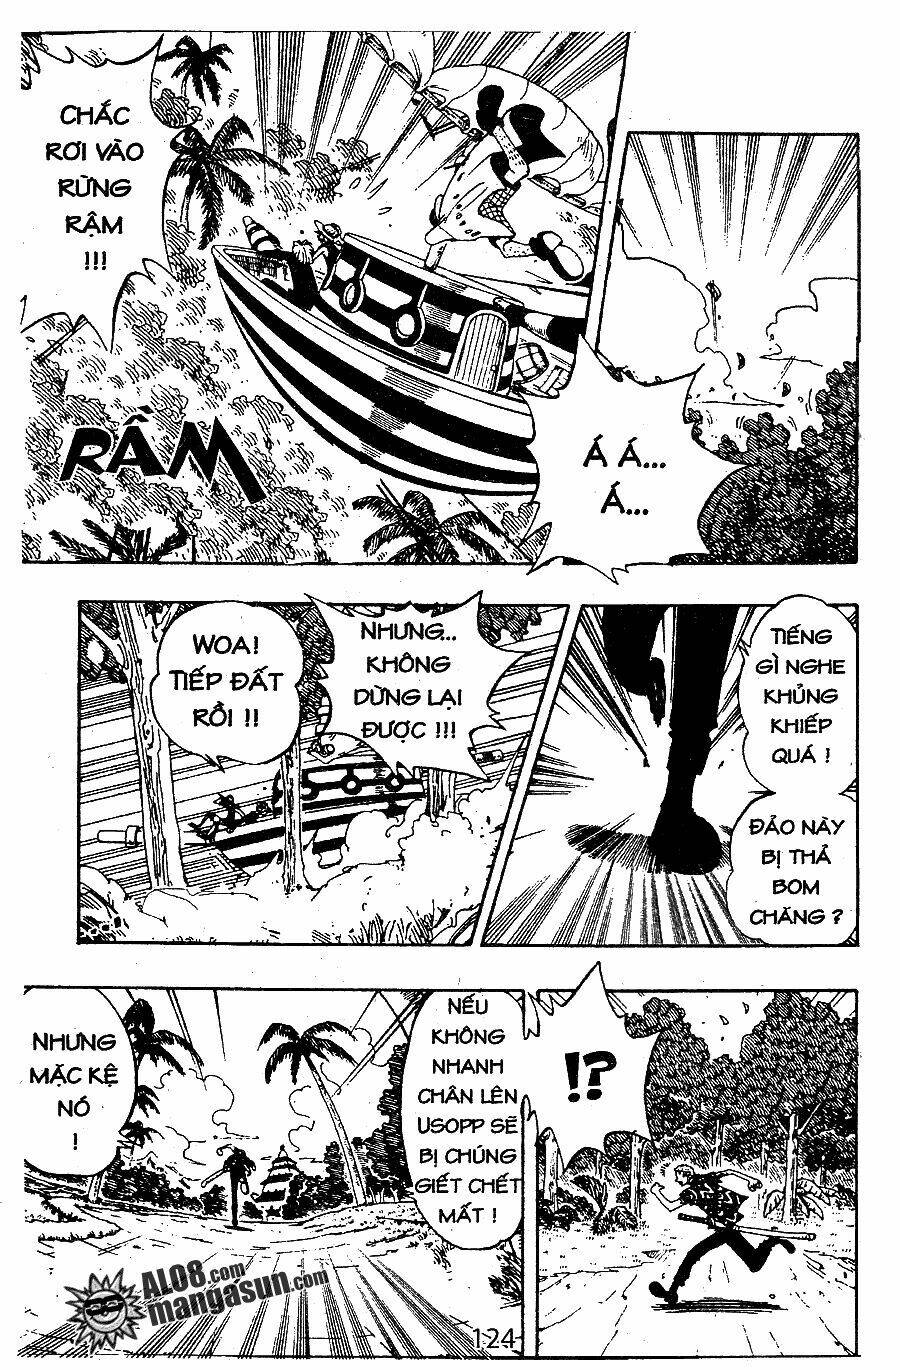 CHẮC
RƠI VÀO
RỪNG
RẬM
!!!
RẦM
Á Á...
Á...
WOA!
TIẾP ĐẤT
RỒI !!
NHƯNG..
KHÔNG
DỪNG LẠI
ĐƯỢC !!!
TIẾNG
GÌ NGHE
KHỦNG
KHIẾP
QUÁ !
ĐẢO NÀY
BỊ THẢ
BOM
CHĂNG ?
NHƯNG
MẶC KỆ
NÓ
!
NẾU
KHÔNG
NHANH
CHÂN LÊN
USOPP SẼ
BỊ CHÚNG
GIẾT CHẾT
MẤT !
!?
ALO8.com
mangasun.com
124